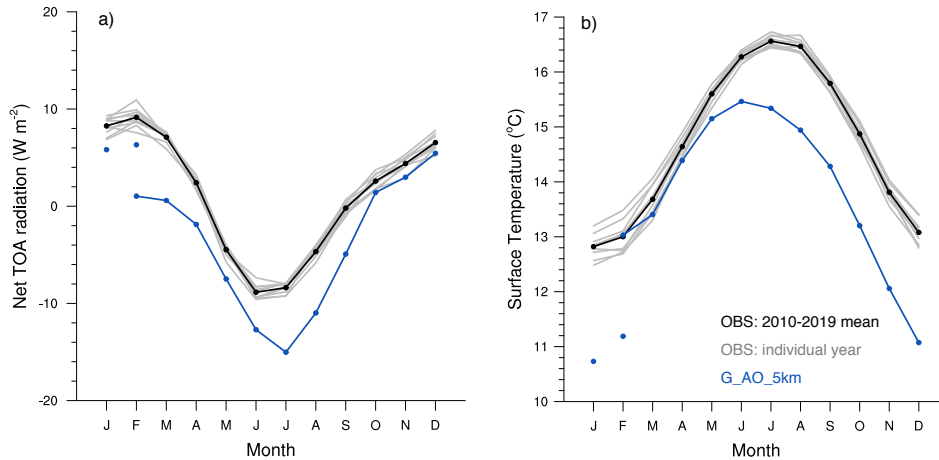 a)
Net TOA radiation (W m-2)
20
10
0
-10
-20
J F M A M J J A S O N D
Month
b)
Surface Temperature (oC)
17
16
15
14
13
12
11
10
OBS: 2010-2019 mean
OBS: individual year
G_AO_5km
J F M A M J J A S O N D
Month